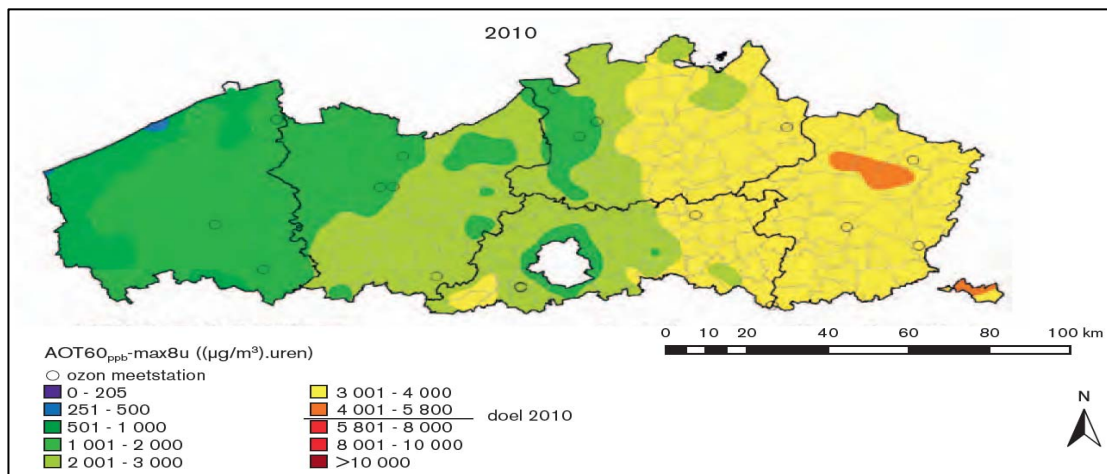 2010
0 10 20 40 60 80 100 km
AOT60ppb-max8u ((µg/m³).uren)
ozon meetstation
0 - 205
251 - 500
501 - 1 000
1 001 - 2 000
2 001 - 3 000
3 001 - 4 000
4 001 - 5 800
doel 2010
5 801 - 8 000
8 001 - 10 000
>10 000
N